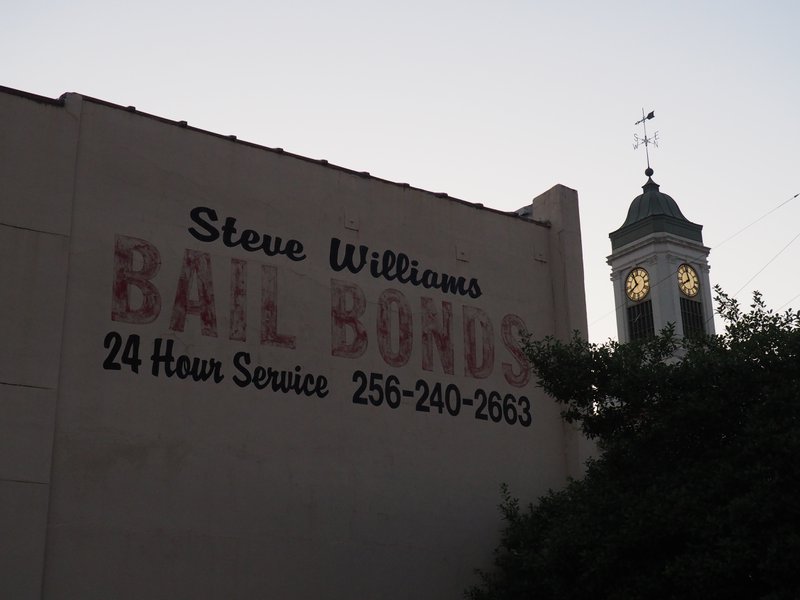 Steve Williams
BAIL BONDS
24 Hour Service 256-240-2663